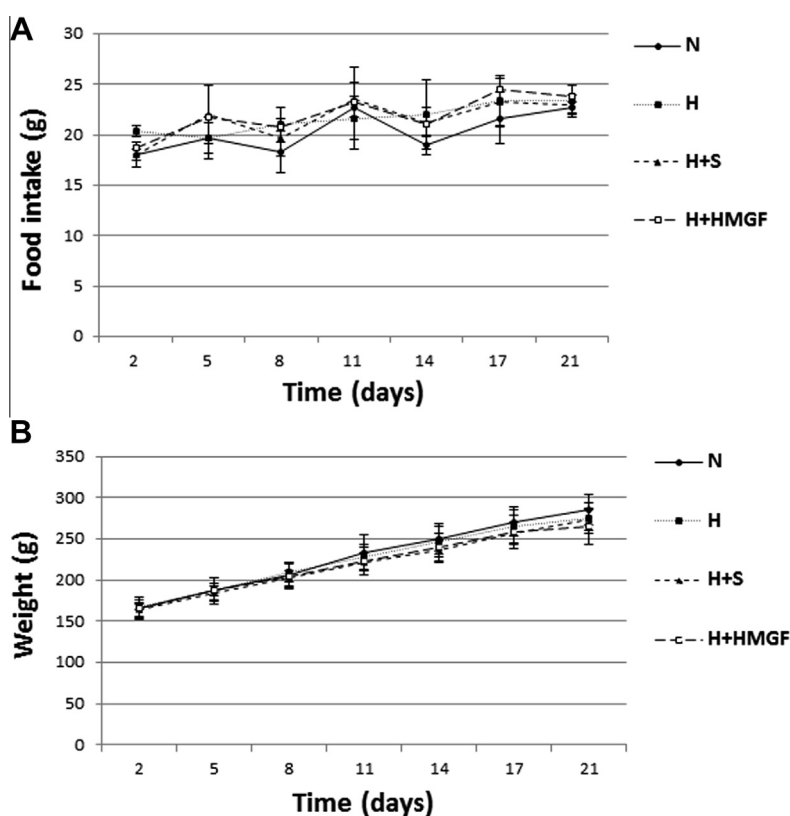 A
Food intake (g)
30
25
20
15
10
5
0
2 5 8 11 14 17 21
Time (days)
N
H
H+S
H+HMGF
B
Weight (g)
350
300
250
200
150
100
50
0
2 5 8 11 14 17 21
Time (days)
N
H
H+S
H+HMGF